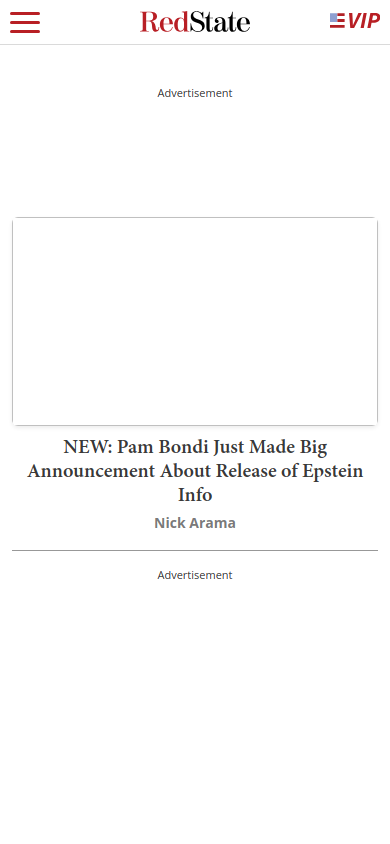 RedState
VIP
Advertisement
NEW: Pam Bondi Just Made Big
Announcement About Release of Epstein
Info
Nick Arama
Advertisement